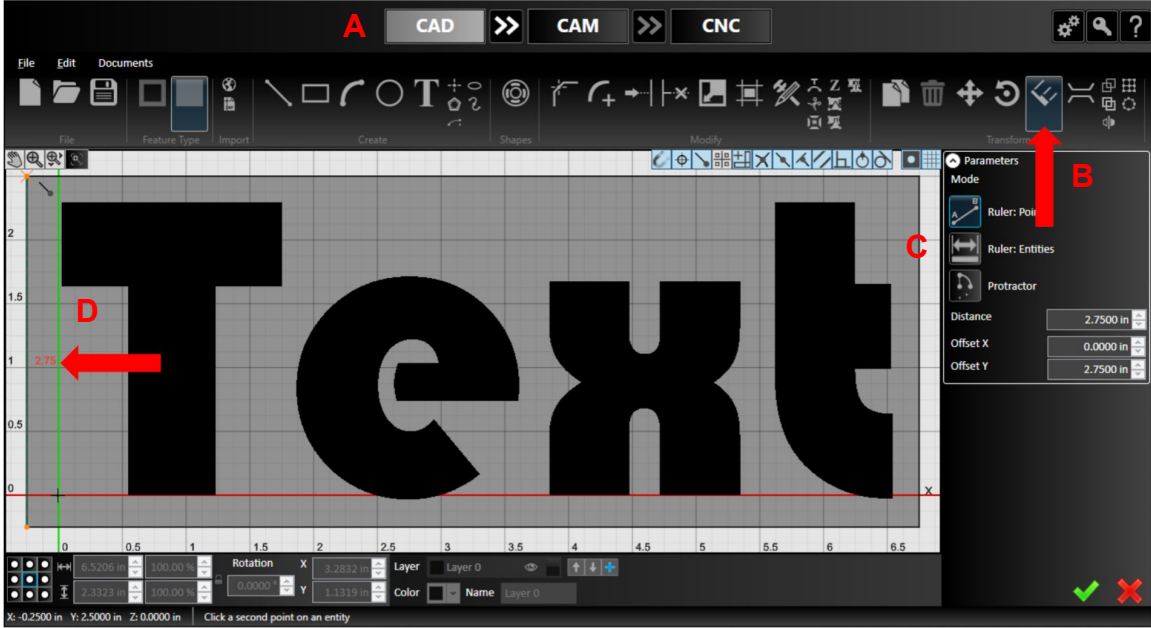 A CAD CAM CNC ?
File Edit Documents
T
Z
File Feature Type Import Create Shapes Modify Transform
Parameters
Mode
B
A B Ruler: Poi
C
Ruler: Entities
Protractor
Distance 2.7500 in
Offset X 0.0000 in
Offset Y 2.7500 in
Text
2
1.5
D
1 2.75
0.5
0 X
0 0.5 1 1.5 2 2.5 3 3.5 4 4.5 5 5.5 6 6.5
6.5206 in 100.00 % Rotation X 3.2832 in Layer Layer 0
2.3323 in 100.00 % 0.0000 ° Y 1.1319 in Color Name Layer 0
X: -0.2500 in Y: 2.5000 in Z: 0.0000 in Click a second point on an entity